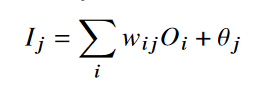 I_j = \sum_i w_{ij} O_i + \theta_j